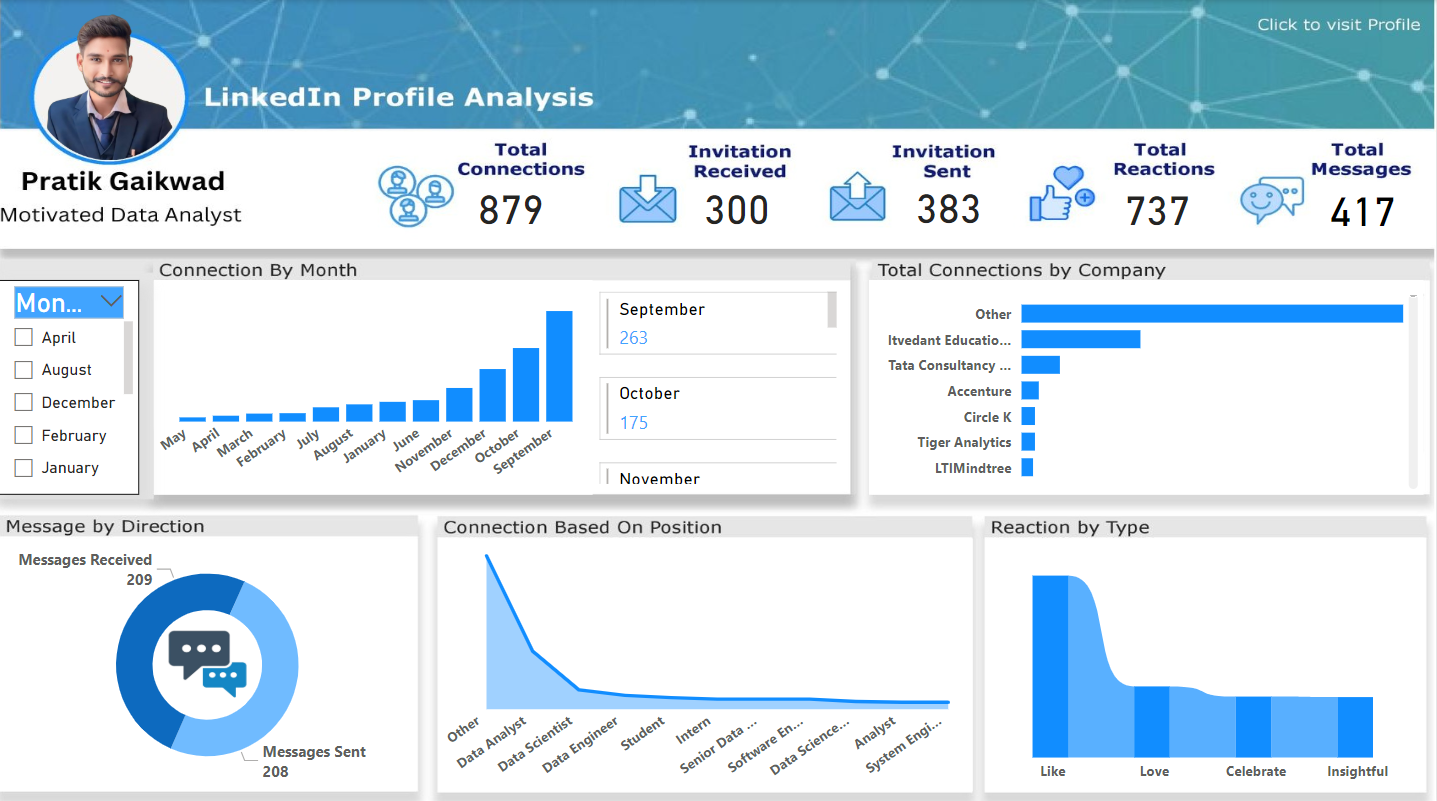 Click to visit Profile
LinkedIn Profile Analysis
Pratik Gaikwad
Motivated Data Analyst
Total
Connections
879
Invitation
Received
300
Invitation
Sent
383
Total
Reactions
737
Total
Messages
417
Mon...
April
August
December
February
January
Connection By Month
May
April
March
February
July
August
January
June
November
December
October
September
September
263
October
175
November
Total Connections by Company
Other
Itvedant Educatio...
Tata Consultancy ...
Accenture
Circle K
Tiger Analytics
LTIMindtree
Message by Direction
Messages Received
209
Messages Sent
208
Connection Based On Position
Other
Data Analyst
Data Scientist
Data Engineer
Student
Intern
Senior Data ...
Software En...
Data Science...
Analyst
System Engi...
Reaction by Type
Like
Love
Celebrate
Insightful